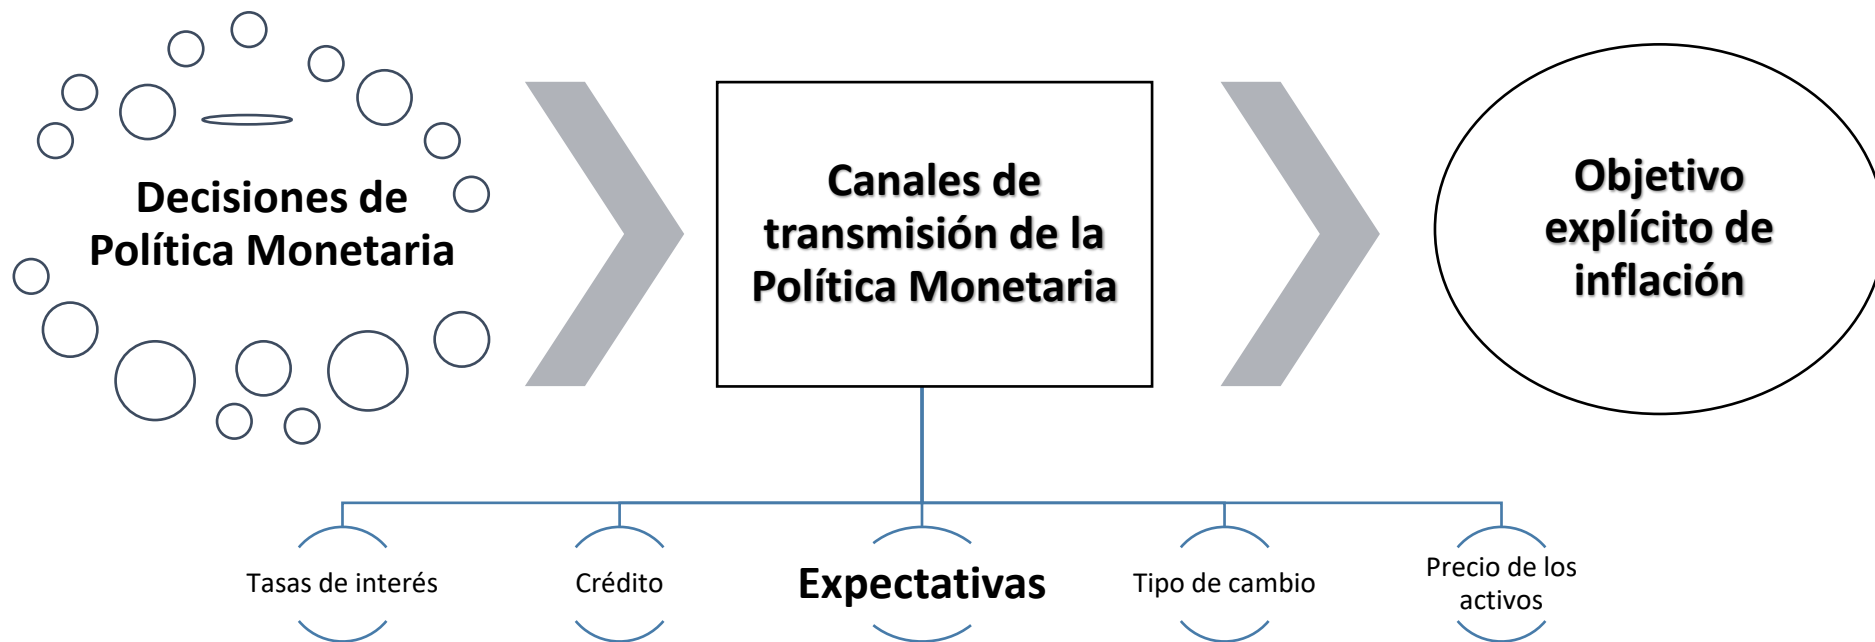 Decisiones de
Política Monetaria
Canales de
transmisión de la
Política Monetaria
Objetivo
explícito de
inflación
Tasas de interés
Crédito
Expectativas
Tipo de cambio
Precio de los
activos